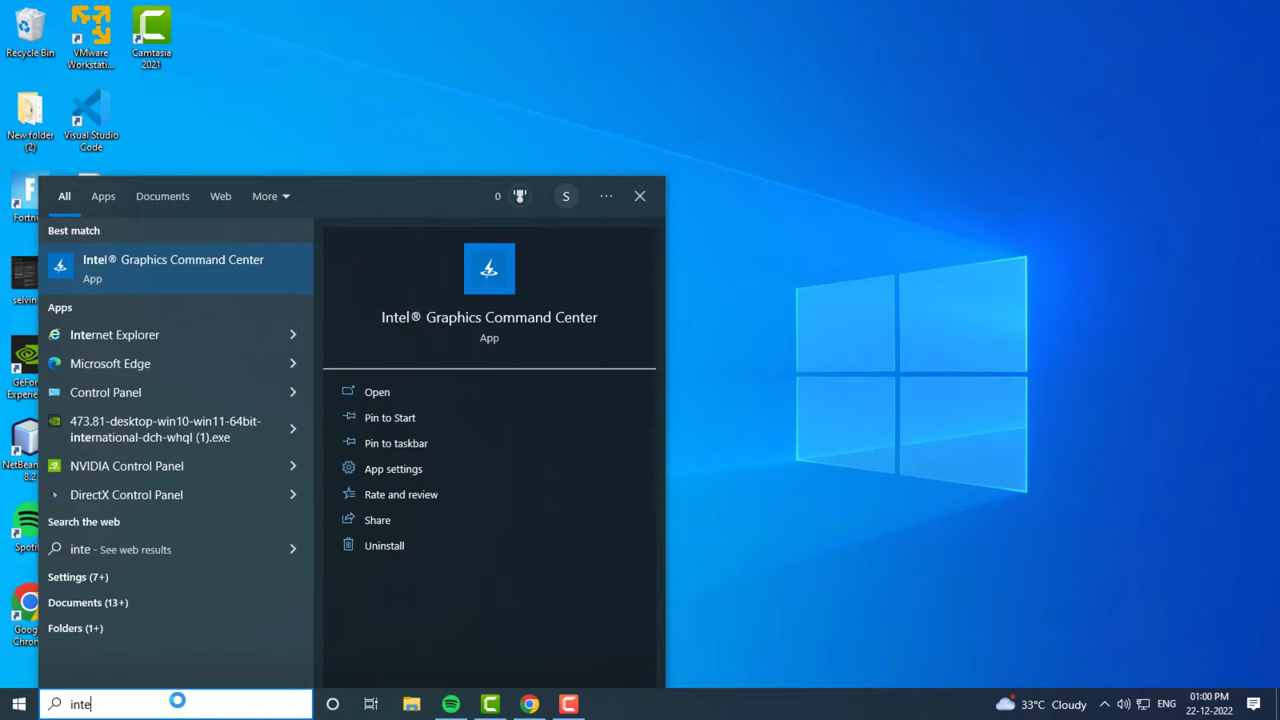 Recycle Bin
VMware
Workstati...
Camtasia
2021
New folder
(2)
Visual Studio
Code
Fortni
selvin
GeFor
Experie
NetBean
8.2
Spoti
Goog
Chron
All
Apps
Documents
Web
More
0
S
Best match
Intel® Graphics Command Center
App
Apps
Internet Explorer
Microsoft Edge
Control Panel
473.81-desktop-win10-win11-64bit-
international-dch-whql (1).exe
NVIDIA Control Panel
DirectX Control Panel
Search the web
inte - See web results
Settings (7+)
Documents (13+)
Folders (1+)
Intel® Graphics Command Center
App
Open
Pin to Start
Pin to taskbar
App settings
Rate and review
Share
Uninstall
inte
33°C Cloudy
ENG
01:00 PM
22-12-2022